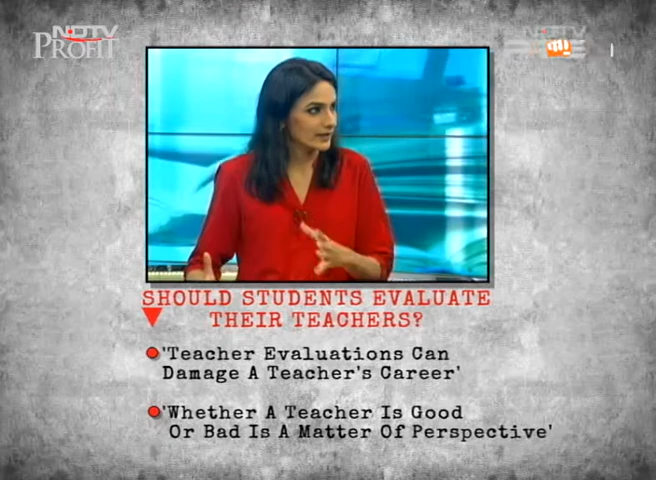 NDTV
PROFIT
NDTV
SHOULD STUDENTS EVALUATE
THEIR TEACHERS?
'Teacher Evaluations Can
Damage A Teacher's Career'
'Whether A Teacher Is Good
Or Bad Is A Matter Of Perspective'